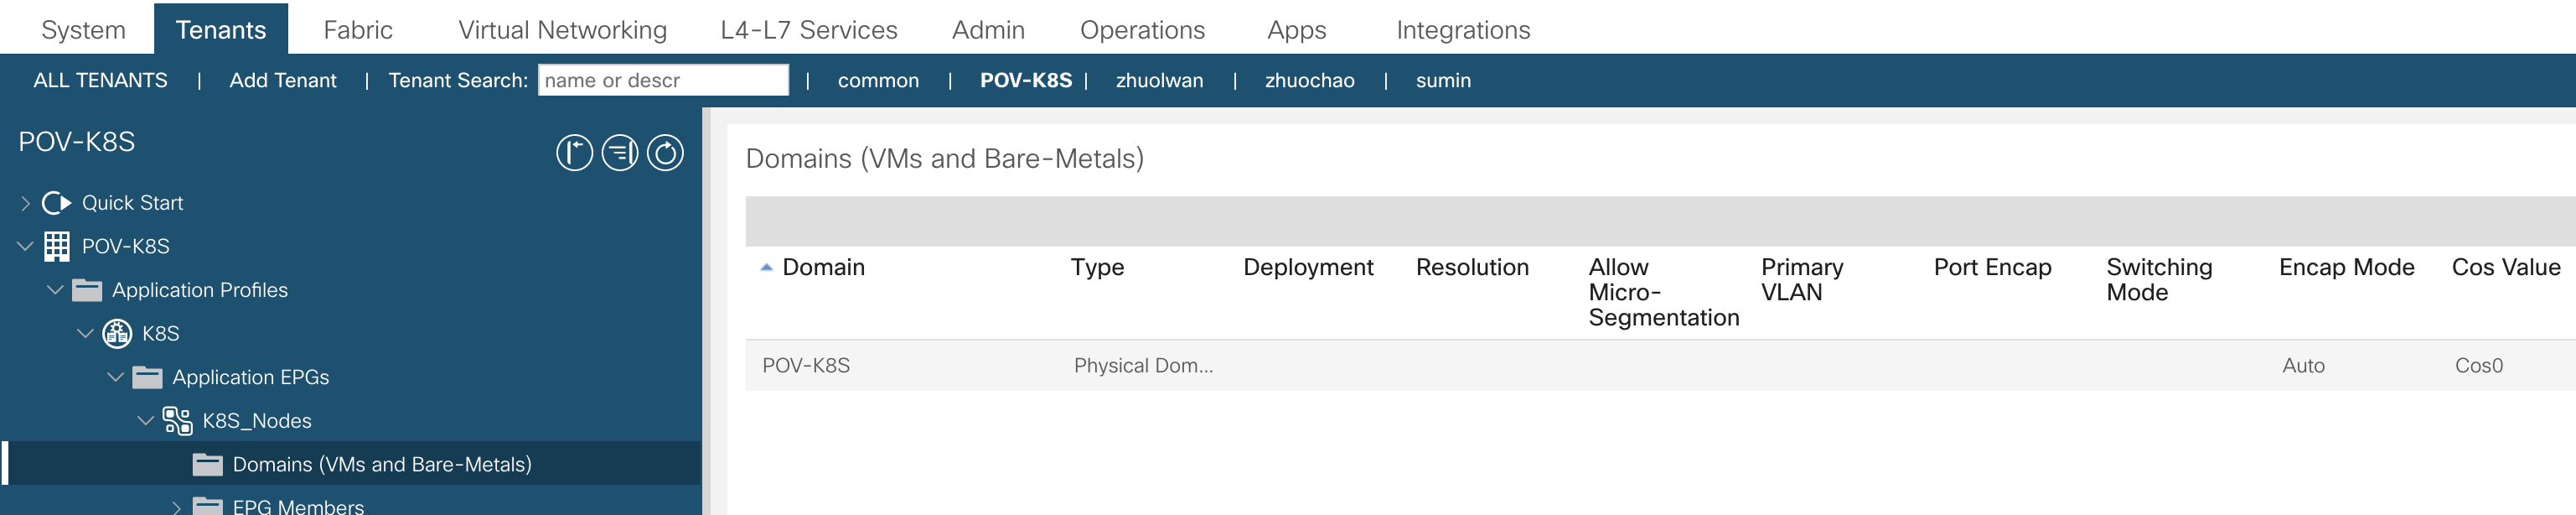 System Tenants Fabric Virtual Networking L4-L7 Services Admin Operations Apps Integrations
ALL TENANTS | Add Tenant | Tenant Search: name or descr | common | POV-K8S | zhuolwan | zhuochao | sumin
POV-K8S
Quick Start
POV-K8S
Application Profiles
K8S
Application EPGs
K8S_Nodes
Domains (VMs and Bare-Metals)
EPG Members
Domains (VMs and Bare-Metals)
Domain Type Deployment Resolution Allow Micro-Segmentation Primary VLAN Port Encap Switching Mode Encap Mode Cos Value
POV-K8S Physical Dom... Auto Cos0